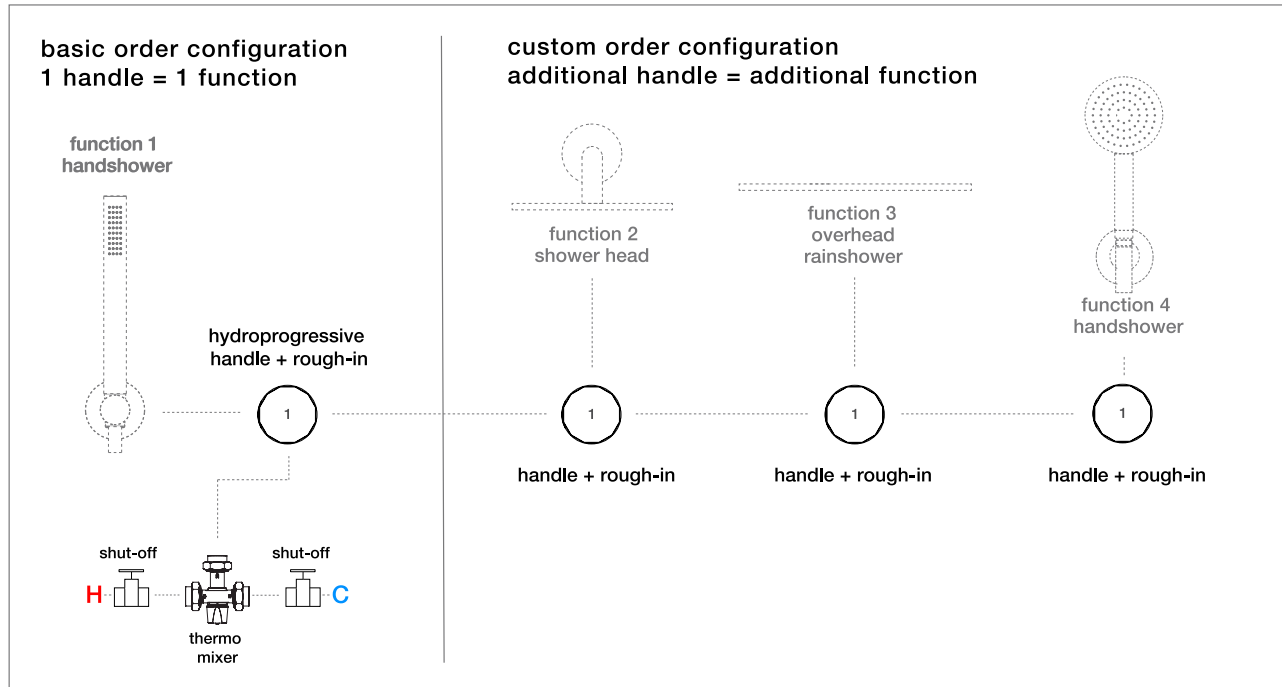 basic order configuration
1 handle = 1 function
function 1
handshower
hydroprogressive
handle + rough-in
1
shut-off
shut-off
H
C
thermo
mixer
custom order configuration
additional handle = additional function
function 2
shower head
function 3
overhead
rainshower
function 4
handshower
1
1
1
handle + rough-in
handle + rough-in
handle + rough-in